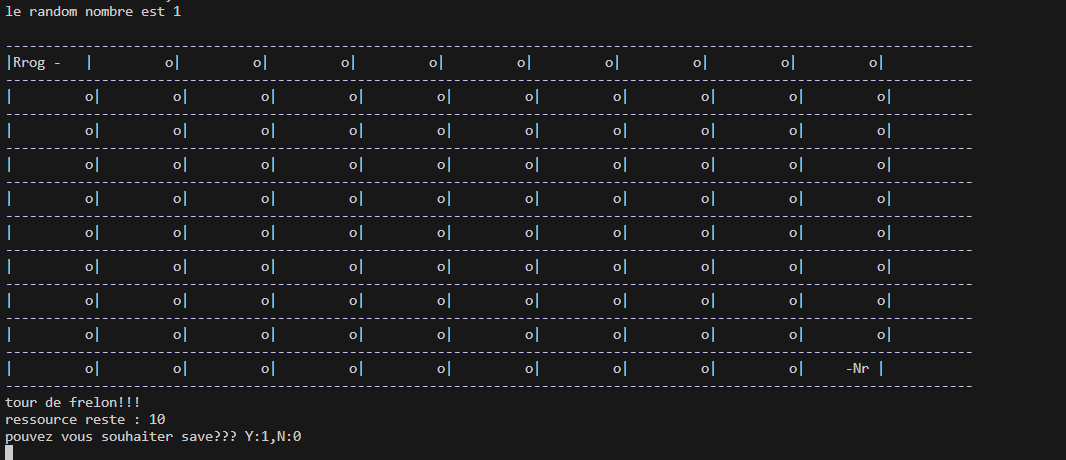 le random nombre est 1
-------------------------------------------------------------------------------------------------------------------------
|Rrog -   |         o|         o|         o|         o|         o|         o|         o|         o|         o|
-------------------------------------------------------------------------------------------------------------------------
|         o|         o|         o|         o|         o|         o|         o|         o|         o|         o|
-------------------------------------------------------------------------------------------------------------------------
|         o|         o|         o|         o|         o|         o|         o|         o|         o|         o|
-------------------------------------------------------------------------------------------------------------------------
|         o|         o|         o|         o|         o|         o|         o|         o|         o|         o|
-------------------------------------------------------------------------------------------------------------------------
|         o|         o|         o|         o|         o|         o|         o|         o|         o|         o|
-------------------------------------------------------------------------------------------------------------------------
|         o|         o|         o|         o|         o|         o|         o|         o|         o|         o|
-------------------------------------------------------------------------------------------------------------------------
|         o|         o|         o|         o|         o|         o|         o|         o|         o|         o|
-------------------------------------------------------------------------------------------------------------------------
|         o|         o|         o|         o|         o|         o|         o|         o|         o|         o|
-------------------------------------------------------------------------------------------------------------------------
|         o|         o|         o|         o|         o|         o|         o|         o|         o|         o|
-------------------------------------------------------------------------------------------------------------------------
|         o|         o|         o|         o|         o|         o|         o|         o|         o|     -Nr |
-------------------------------------------------------------------------------------------------------------------------
tour de frelon!!!
ressource reste : 10
pouvez vous souhaiter save??? Y:1,N:0